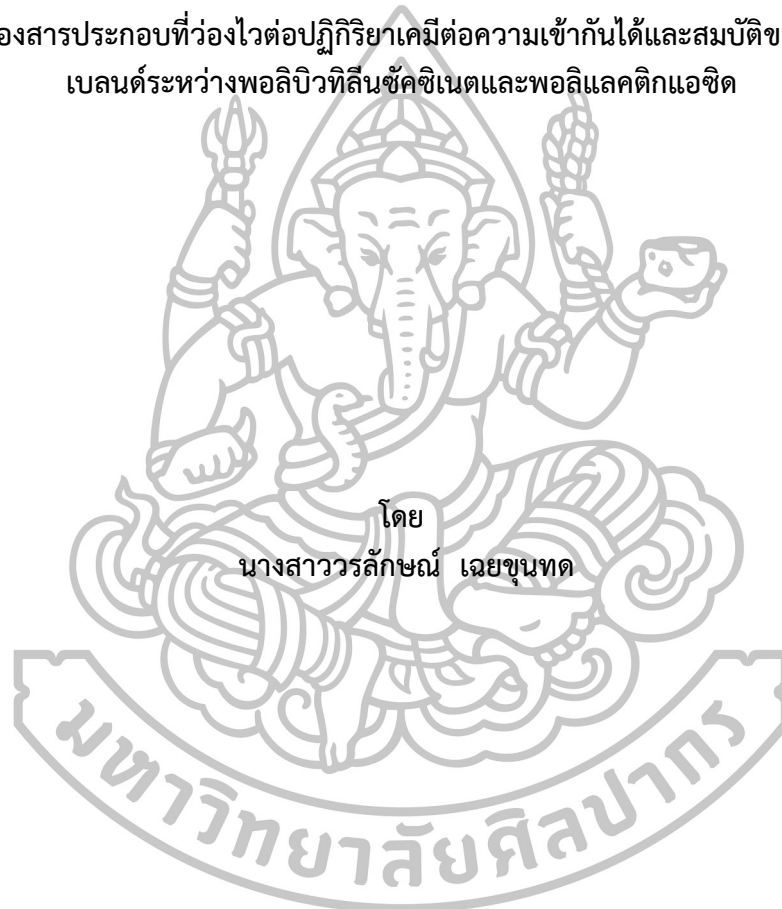 องสารประกอบที่ว่องไวต่อปฏิกิริยาเคมีต่อความเข้ากันได้และสมบัติข
เบลนด์ระหว่างพอลิบิวทิลีนซัคซิเนตและพอลิแลคติกแอซิด
โดย
นางสาววรลักษณ์ เฉยขุนทด
มหาวิทยาลัยศิลปากร